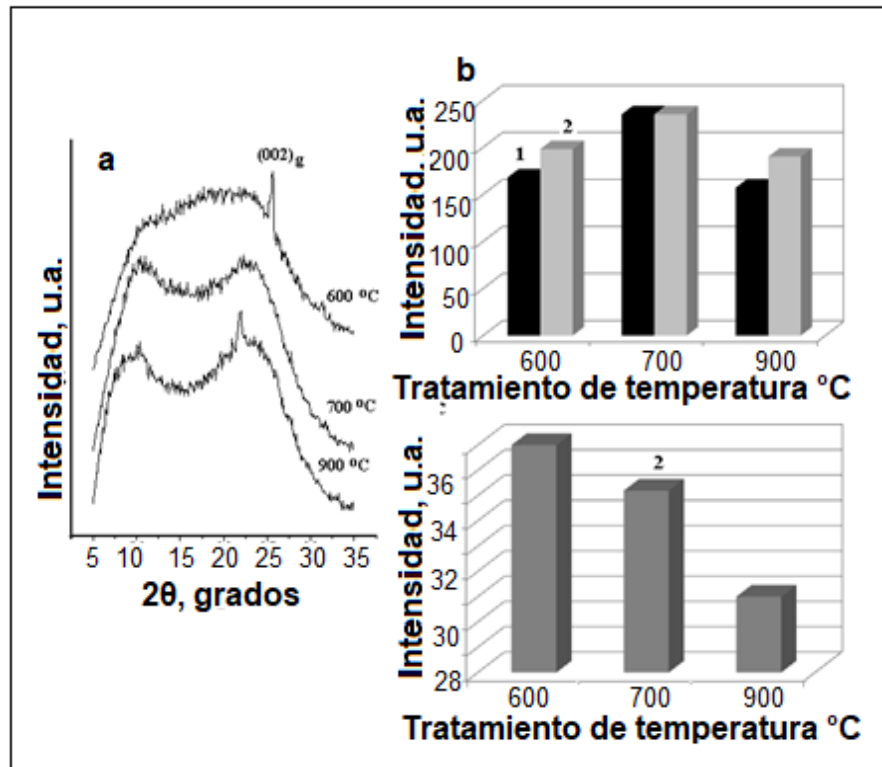 a
(002)g
600 ºC
700 ºC
900 ºC
Intensidad, u.a.
5 10 15 20 25 30 35
2θ, grados
b
Intensidad. u.a.
250
200
150
100
50
0
1
2
600 700 900
Tratamiento de temperatura °C
Intensidad, u.a.
36
34
32
30
28
2
600 700 900
Tratamiento de temperatura °C